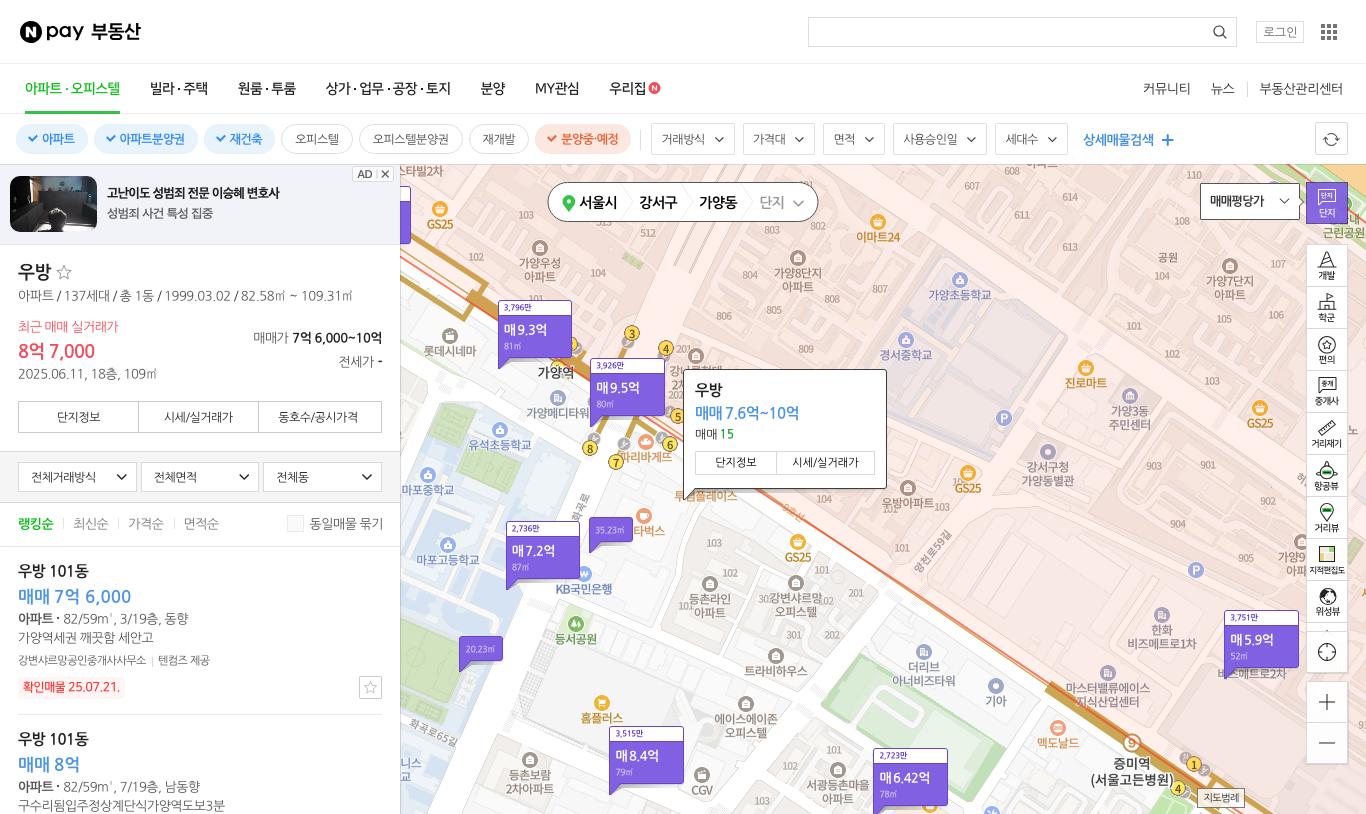 N pay 부동산
로그인
아파트·오피스텔 빌라·주택 원룸·투룸 상가·업무·공장·토지 분양 MY관심 우리집 N
커뮤니티 뉴스 부동산관리센터
아파트 아파트분양권 재건축 오피스텔 오피스텔분양권 재개발 분양중·예정
거래방식 가격대 면적 사용승인일 세대수 상세매물검색
AD
고난이도 성범죄 전문 이승혜 변호사
성범죄 사건 특성 집중
우방
아파트 / 137세대 / 총 1동 / 1999.03.02 / 82.58㎡ ~ 109.31㎡
최근 매매 실거래가
8억 7,000
2025.06.11, 18층, 109㎡
매매가 7억 6,000~10억
전세가 -
단지정보 시세/실거래가 동호수/공시가격
전체거래방식 전체면적 전체동
랭킹순 최신순 가격순 면적순 동일매물 묶기
우방 101동
매매 7억 6,000
아파트 · 82/59m², 3/19층, 동향
가양역세권 깨끗함 세안고
강변샤르망공인중개사사무소 텐컴즈 제공
확인매물 25.07.21.
우방 101동
매매 8억
아파트 · 82/59m², 7/19층, 남동향
구수리됨입주정상계단식가양역도보3분
서울시 강서구 가양동 단지
매매평당가
단지
단지
개발
학군
편의
중개
중개사
거리재기
항공뷰
거리뷰
지적편집도
위성뷰
지도범례
3,796만
매9.3억
81㎡
3,926만
매9.5억
80㎡
2,736만
매7.2억
87㎡
35.23㎡
20.23㎡
3,515만
매8.4억
79㎡
2,723만
매6.42억
78㎡
3,751만
매5.9억
52㎡
우방
매매 7.6억~10억
매매 15
단지정보 시세/실거래가
GS25
이마트24
가양우성
아파트
가양8단지
아파트
가양7단지
아파트
공원
근린공원
가양초등학교
경서중학교
진로마트
가양3동
주민센터
GS25
롯데시네마
가양역
가양메디타워
유석초등학교
마포중학교
마포고등학교
파리바게뜨
투썸플레이스
KB국민은행
등서공원
GS25
GS25
강서구청
가양동별관
우방아파트
9호선
양천로59길
화곡로
화곡로65길
등촌라인
아파트
강변샤르망
오피스텔
트라비하우스
홈플러스
에이스에이존
오피스텔
더리브
아너비즈타워
기아
한화
비즈메트로1차
비즈메트로2차
마스터밸류에이스
지식산업센터
맥도날드
증미역
(서울고든병원)
등촌보람
2차아파트
CGV
서광등촌마을
아파트